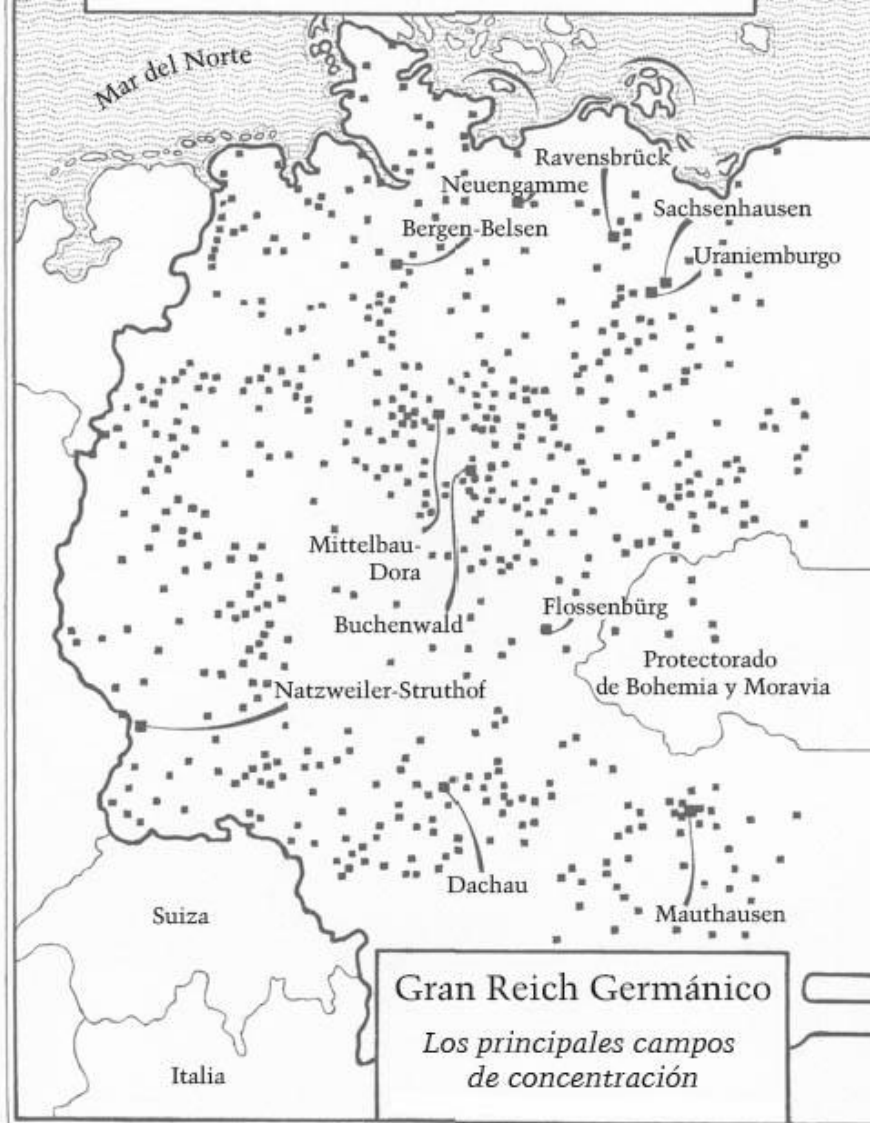 Mar del Norte
Ravensbrück
Neuengamme
Sachsenhausen
Bergen-Belsen
Uraniemburgo
Mittelbau-
Dora
Buchenwald
Flossenbürg
Protectorado
de Bohemia y Moravia
Natzweiler-Struthof
Dachau
Mauthausen
Suiza
Italia
Gran Reich Germánico
Los principales campos
de concentración